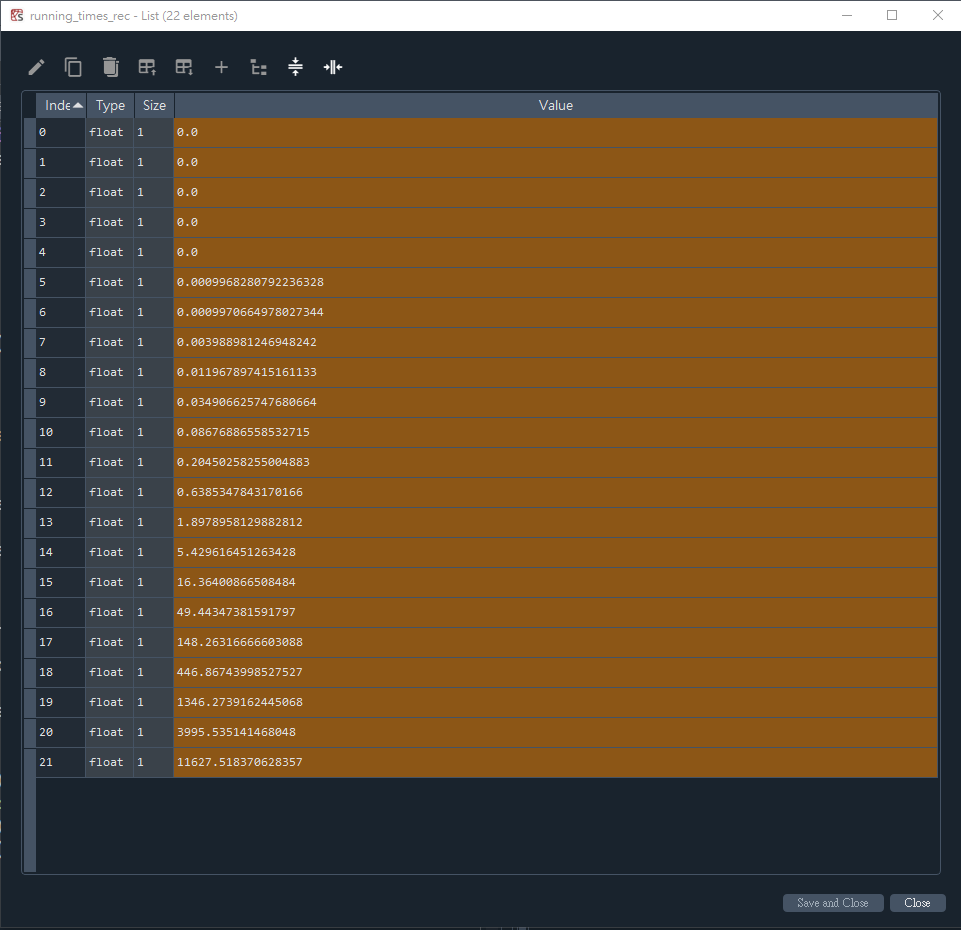 running_times_rec - List (22 elements)
Inde Type Size Value
0 float 1 0.0
1 float 1 0.0
2 float 1 0.0
3 float 1 0.0
4 float 1 0.0
5 float 1 0.0009968280792236328
6 float 1 0.0009970664978027344
7 float 1 0.003988981246948242
8 float 1 0.011967897415161133
9 float 1 0.034906625747680664
10 float 1 0.08676886558532715
11 float 1 0.20450258255004883
12 float 1 0.6385347843170166
13 float 1 1.8978958129882812
14 float 1 5.429616451263428
15 float 1 16.36400866508484
16 float 1 49.44347381591797
17 float 1 148.26316666603088
18 float 1 446.86743998527527
19 float 1 1346.2739162445068
20 float 1 3995.535141468048
21 float 1 11627.518370628357
Save and Close Close